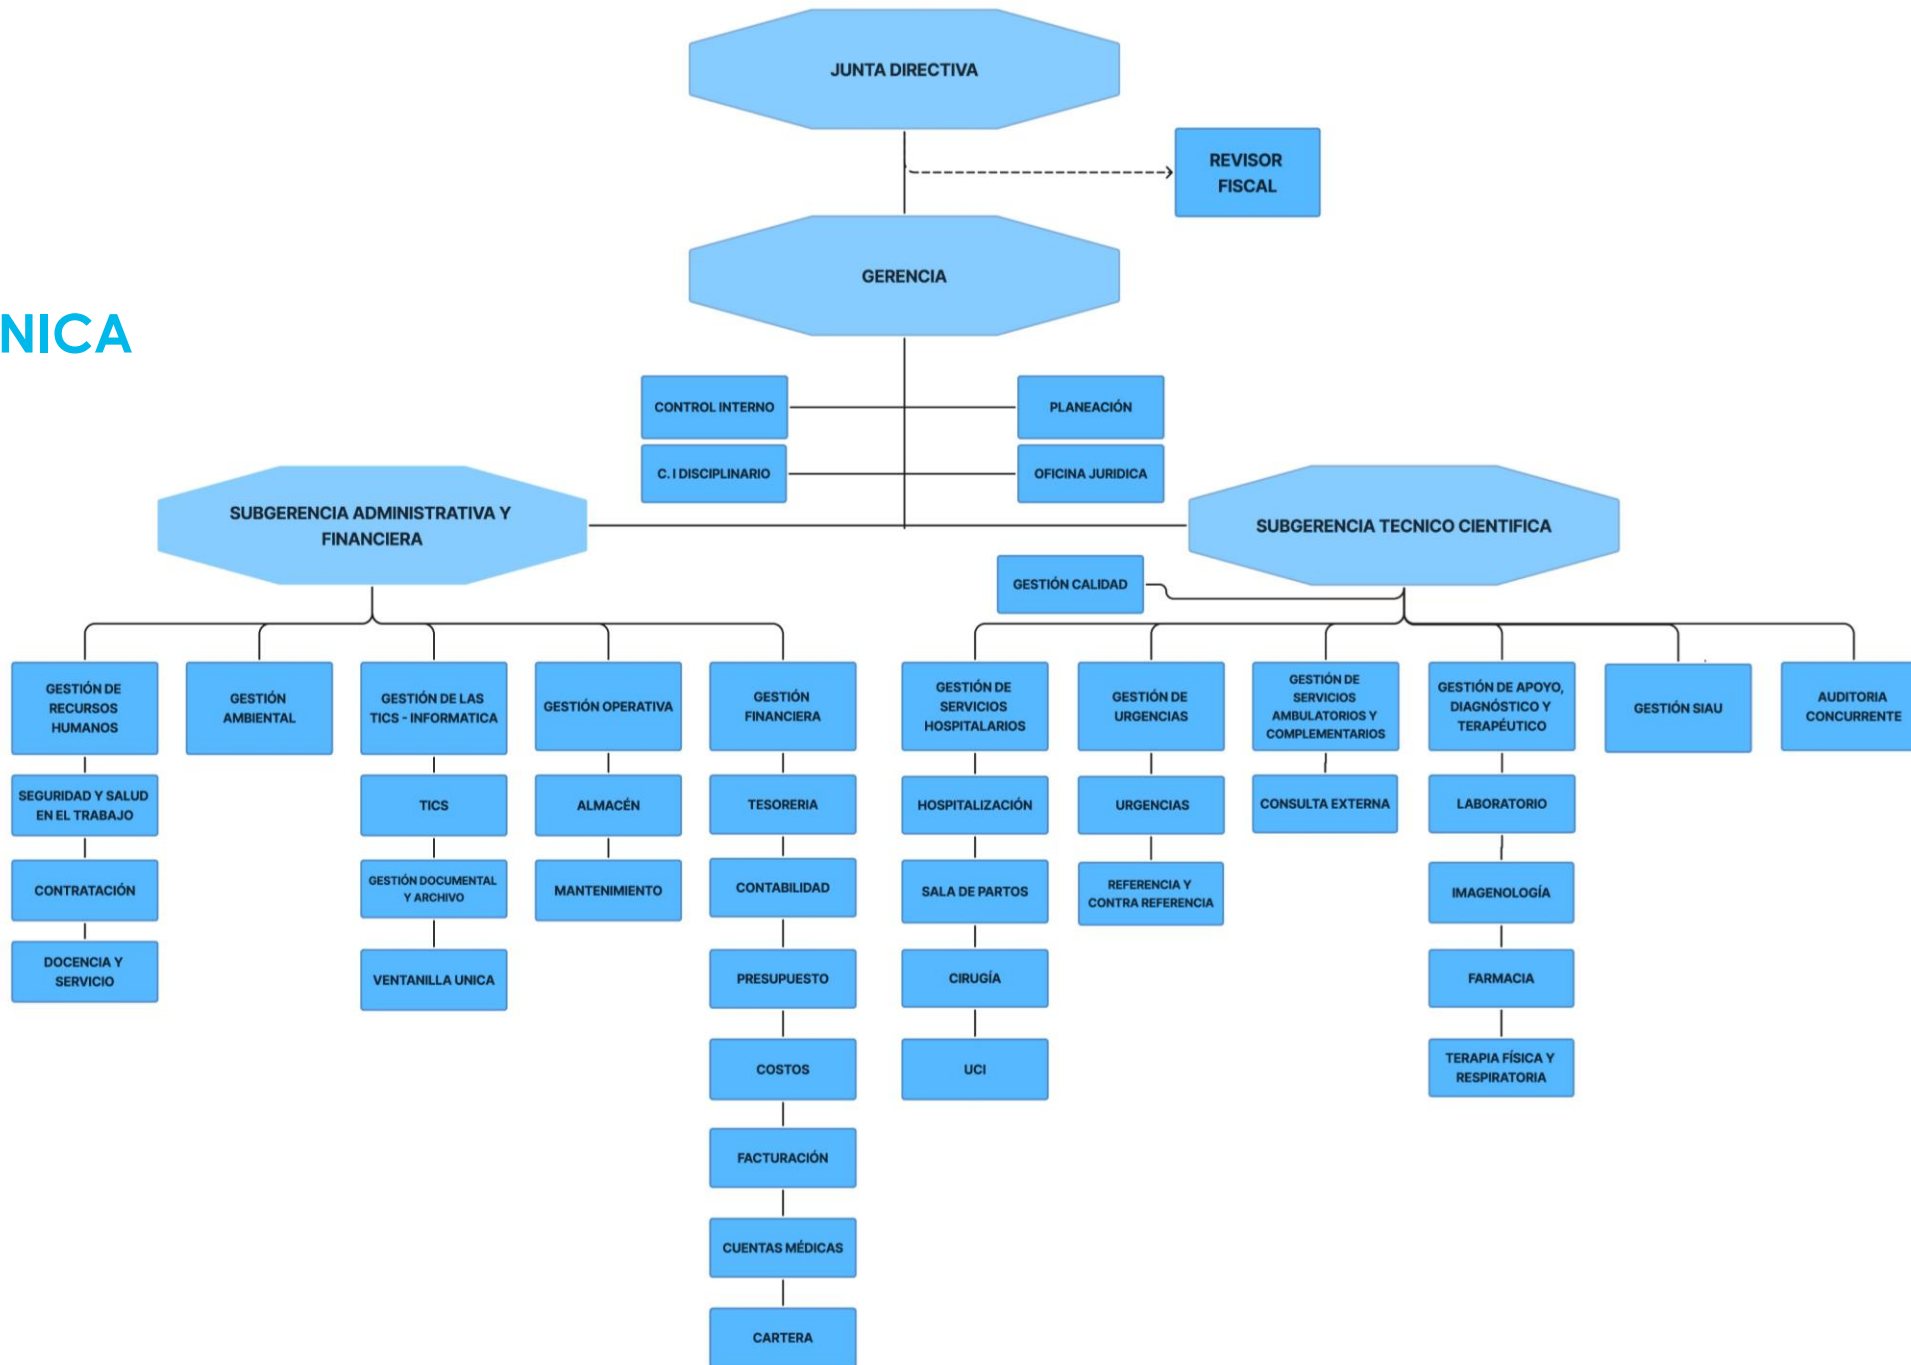 JUNTA DIRECTIVA
REVISOR
FISCAL
GERENCIA
NICA
CONTROL INTERNO
PLANEACIÓN
C. I DISCIPLINARIO
OFICINA JURIDICA
SUBGERENCIA ADMINISTRATIVA Y
FINANCIERA
SUBGERENCIA TECNICO CIENTIFICA
GESTIÓN CALIDAD
GESTIÓN DE
RECURSOS
HUMANOS
GESTIÓN
AMBIENTAL
GESTIÓN DE LAS
TICS - INFORMATICA
GESTIÓN OPERATIVA
GESTIÓN
FINANCIERA
GESTIÓN DE
SERVICIOS
HOSPITALARIOS
GESTIÓN DE
URGENCIAS
GESTIÓN DE
SERVICIOS
AMBULATORIOS Y
COMPLEMENTARIOS
GESTIÓN DE APOYO,
DIAGNÓSTICO Y
TERAPÉUTICO
GESTIÓN SIAU
AUDITORIA
CONCURRENTE
SEGURIDAD Y SALUD
EN EL TRABAJO
TICS
ALMACÉN
TESORERIA
HOSPITALIZACIÓN
URGENCIAS
CONSULTA EXTERNA
LABORATORIO
CONTRATACIÓN
GESTIÓN DOCUMENTAL
Y ARCHIVO
MANTENIMIENTO
CONTABILIDAD
SALA DE PARTOS
REFERENCIA Y
CONTRA REFERENCIA
IMAGENOLOGÍA
DOCENCIA Y
SERVICIO
VENTANILLA UNICA
PRESUPUESTO
CIRUGÍA
FARMACIA
COSTOS
UCI
TERAPIA FÍSICA Y
RESPIRATORIA
FACTURACIÓN
CUENTAS MÉDICAS
CARTERA